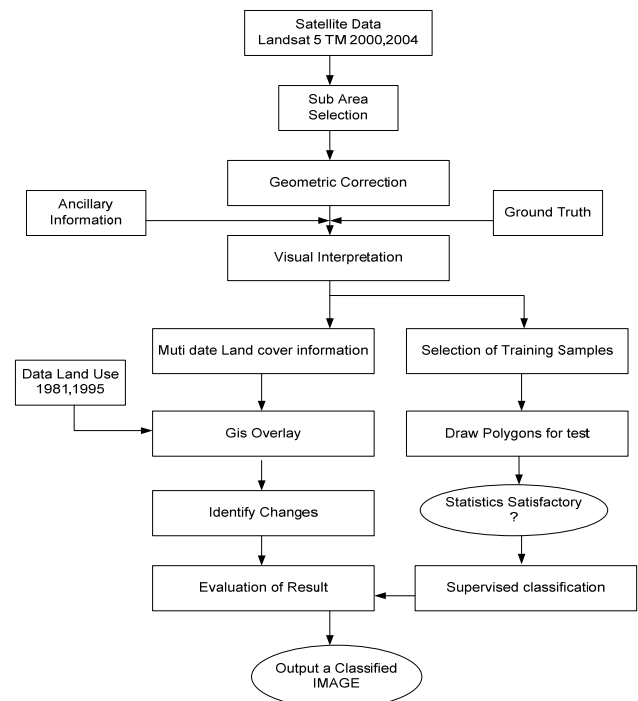 Satellite Data
Landsat 5 TM 2000,2004
Sub Area
Selection
Geometric Correction
Ancillary
Information
Ground Truth
Visual Interpretation
Muti date Land cover information
Selection of Training Samples
Data Land Use
1981,1995
Gis Overlay
Draw Polygons for test
Statistics Satisfactory
?
Identify Changes
Evaluation of Result
Supervised classification
Output a Classified
IMAGE